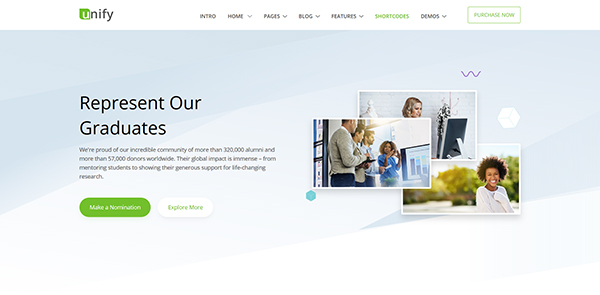 unify
INTRO HOME PAGES BLOG FEATURES SHORTCODES DEMOS PURCHASE NOW
Represent Our
Graduates
We're proud of our incredible community of more than 320,000 alumni and
more than 57,000 donors worldwide. Their global impact is immense – from
mentoring students to showing their generous support for life-changing
research.
Make a Nomination Explore More